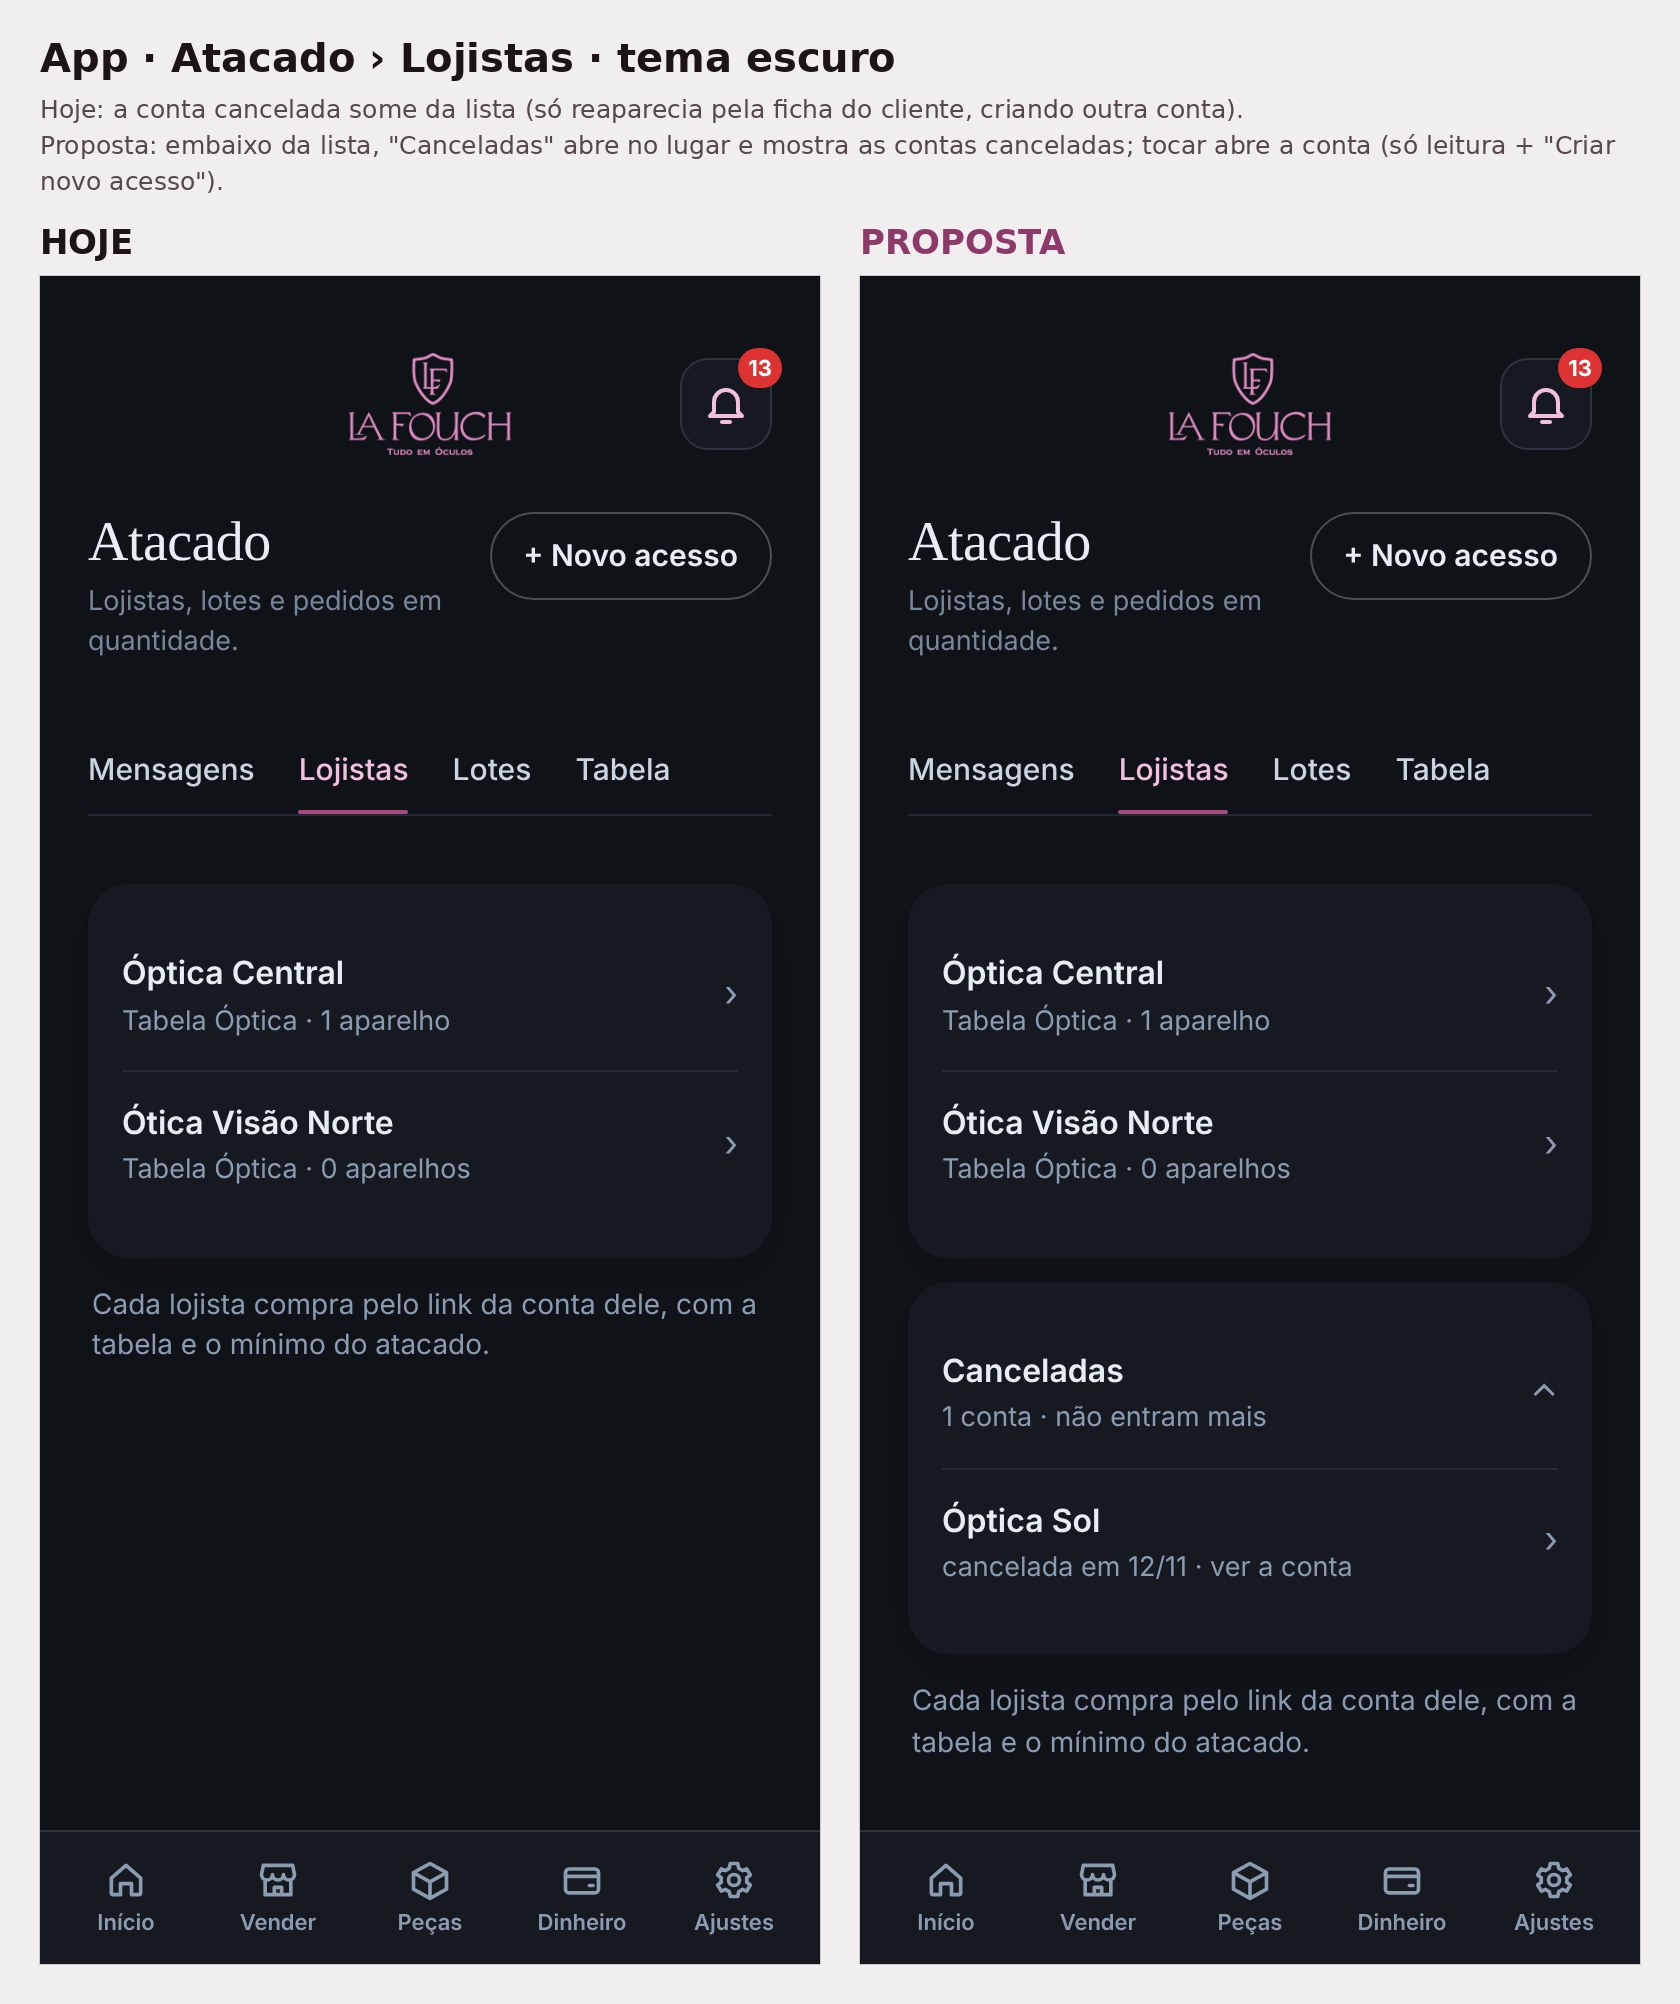 App · Atacado › Lojistas · tema escuro
Hoje: a conta cancelada some da lista (só reaparecia pela ficha do cliente, criando outra conta).
Proposta: embaixo da lista, "Canceladas" abre no lugar e mostra as contas canceladas; tocar abre a conta (só leitura + "Criar
novo acesso").
HOJE
LF
LA FOUCH
TUDO EM ÓCULOS
13
Atacado
+ Novo acesso
Lojistas, lotes e pedidos em
quantidade.
Mensagens Lojistas Lotes Tabela
Óptica Central
Tabela Óptica · 1 aparelho
›
Ótica Visão Norte
Tabela Óptica · 0 aparelhos
›
Cada lojista compra pelo link da conta dele, com a
tabela e o mínimo do atacado.
Início Vender Peças Dinheiro Ajustes
PROPOSTA
LF
LA FOUCH
TUDO EM ÓCULOS
13
Atacado
+ Novo acesso
Lojistas, lotes e pedidos em
quantidade.
Mensagens Lojistas Lotes Tabela
Óptica Central
Tabela Óptica · 1 aparelho
›
Ótica Visão Norte
Tabela Óptica · 0 aparelhos
›
Canceladas
1 conta · não entram mais
Óptica Sol
cancelada em 12/11 · ver a conta
›
Cada lojista compra pelo link da conta dele, com a
tabela e o mínimo do atacado.
Início Vender Peças Dinheiro Ajustes